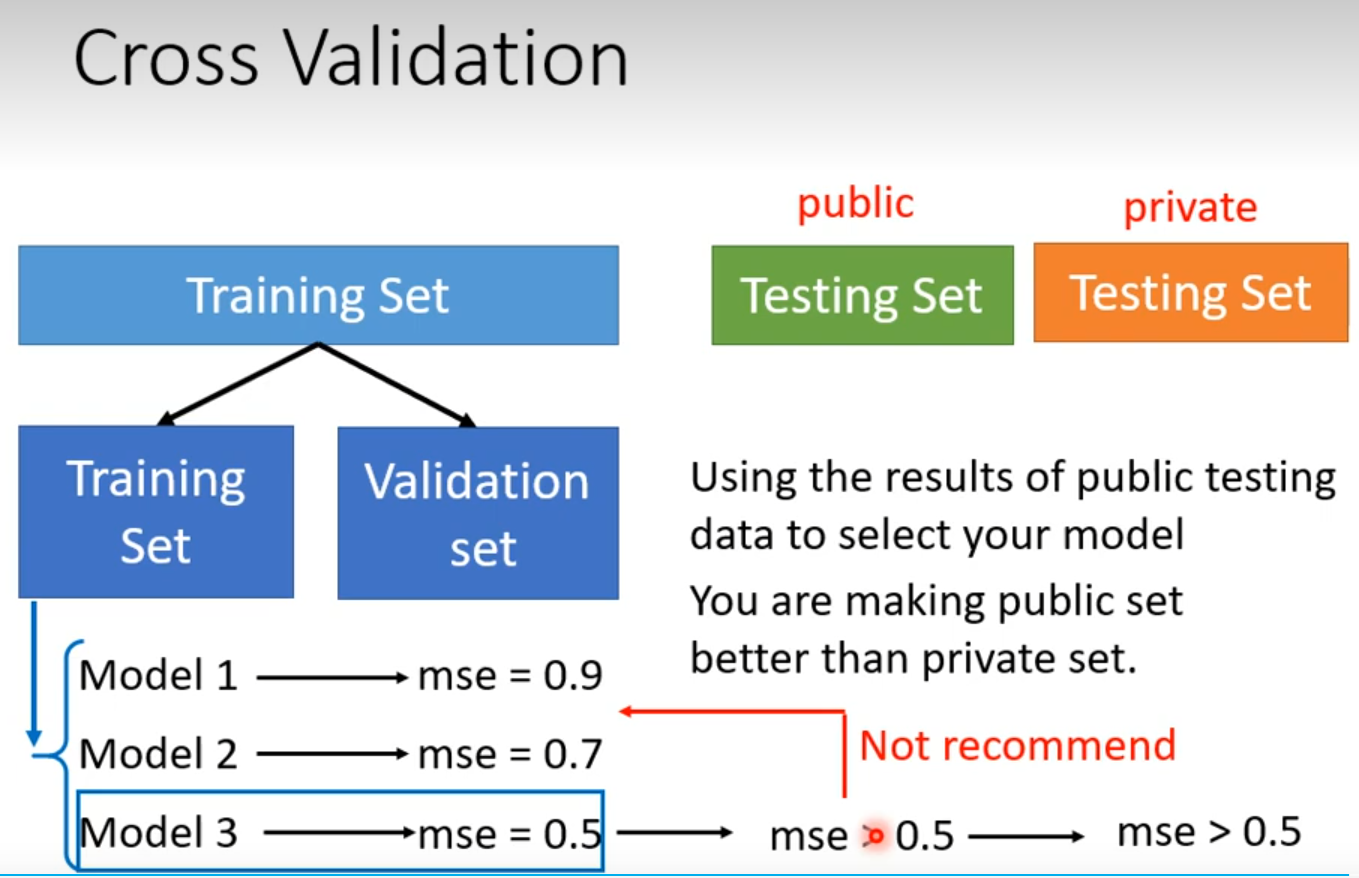 Cross Validation
public
private
Training Set
Testing Set
Testing Set
Training
Set
Validation
set
Using the results of public testing
data to select your model
You are making public set
better than private set.
Model 1 mse = 0.9
Model 2 mse = 0.7
Not recommend
Model 3 mse = 0.5 mse > 0.5 mse > 0.5